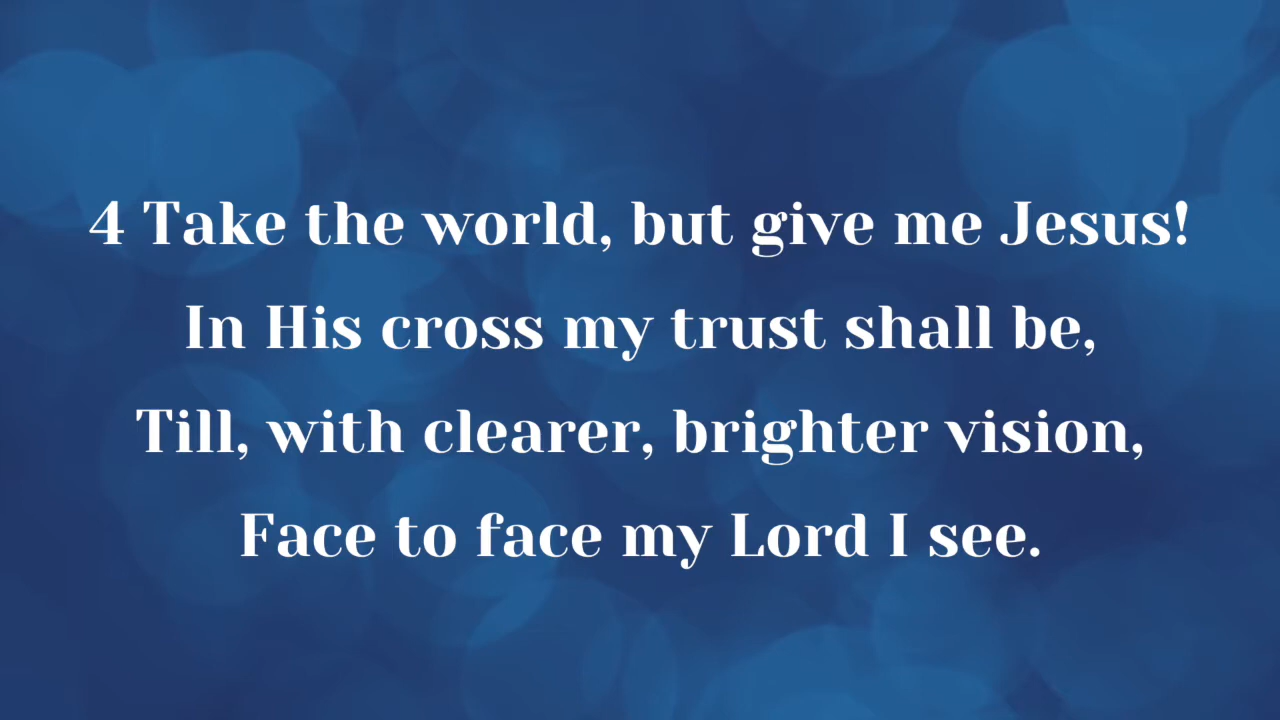 4 Take the world, but give me Jesus!
In His cross my trust shall be,
Till, with clearer, brighter vision,
Face to face my Lord I see.